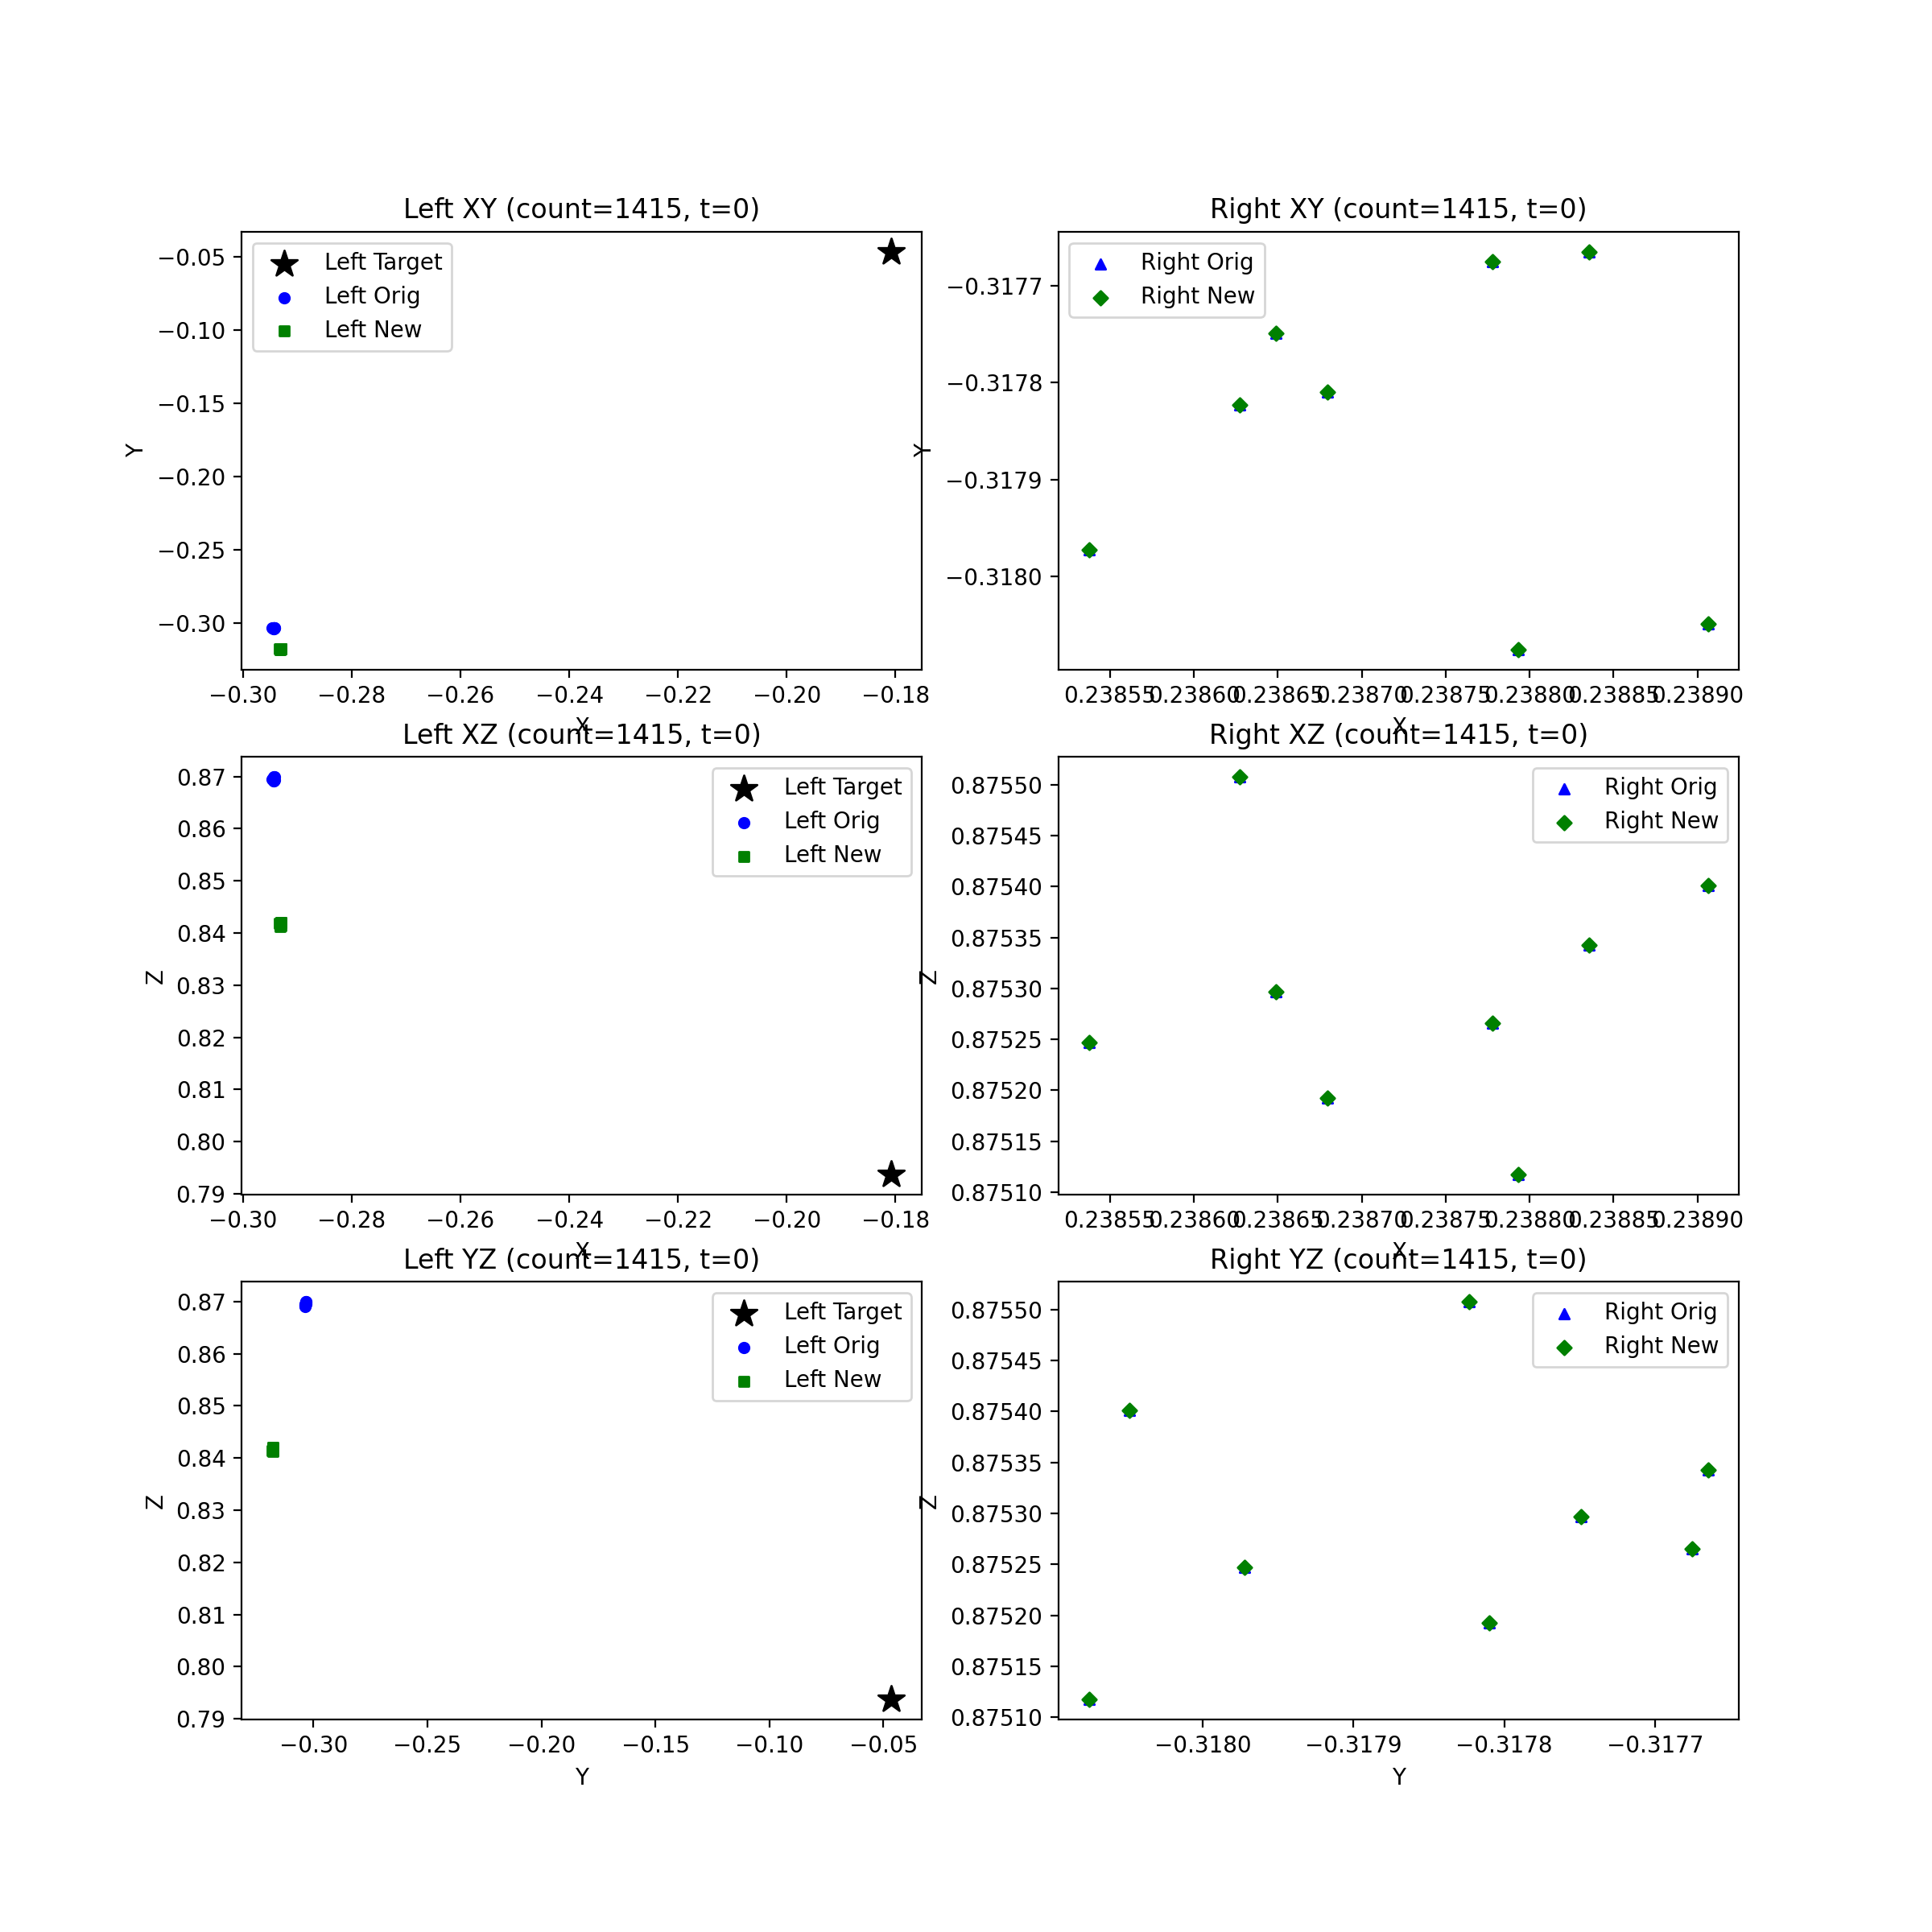 Left XY (count=1415, t=0)
Left Target
Left Orig
Left New
−0.05
−0.10
−0.15
−0.20
−0.25
−0.30
Y
−0.30 −0.28 −0.26 −0.24 −0.22 −0.20 −0.18
X
Right XY (count=1415, t=0)
Right Orig
Right New
−0.3177
−0.3178
−0.3179
−0.3180
Y
0.23855 0.23860 0.23865 0.23870 0.23875 0.23880 0.23885 0.23890
X
Left XZ (count=1415, t=0)
Left Target
Left Orig
Left New
0.87
0.86
0.85
0.84
0.83
0.82
0.81
0.80
0.79
Z
−0.30 −0.28 −0.26 −0.24 −0.22 −0.20 −0.18
X
Right XZ (count=1415, t=0)
Right Orig
Right New
0.87550
0.87545
0.87540
0.87535
0.87530
0.87525
0.87520
0.87515
0.87510
Z
0.23855 0.23860 0.23865 0.23870 0.23875 0.23880 0.23885 0.23890
X
Left YZ (count=1415, t=0)
Left Target
Left Orig
Left New
0.87
0.86
0.85
0.84
0.83
0.82
0.81
0.80
0.79
Z
−0.30 −0.25 −0.20 −0.15 −0.10 −0.05
Y
Right YZ (count=1415, t=0)
Right Orig
Right New
0.87550
0.87545
0.87540
0.87535
0.87530
0.87525
0.87520
0.87515
0.87510
Z
−0.3180 −0.3179 −0.3178 −0.3177
Y